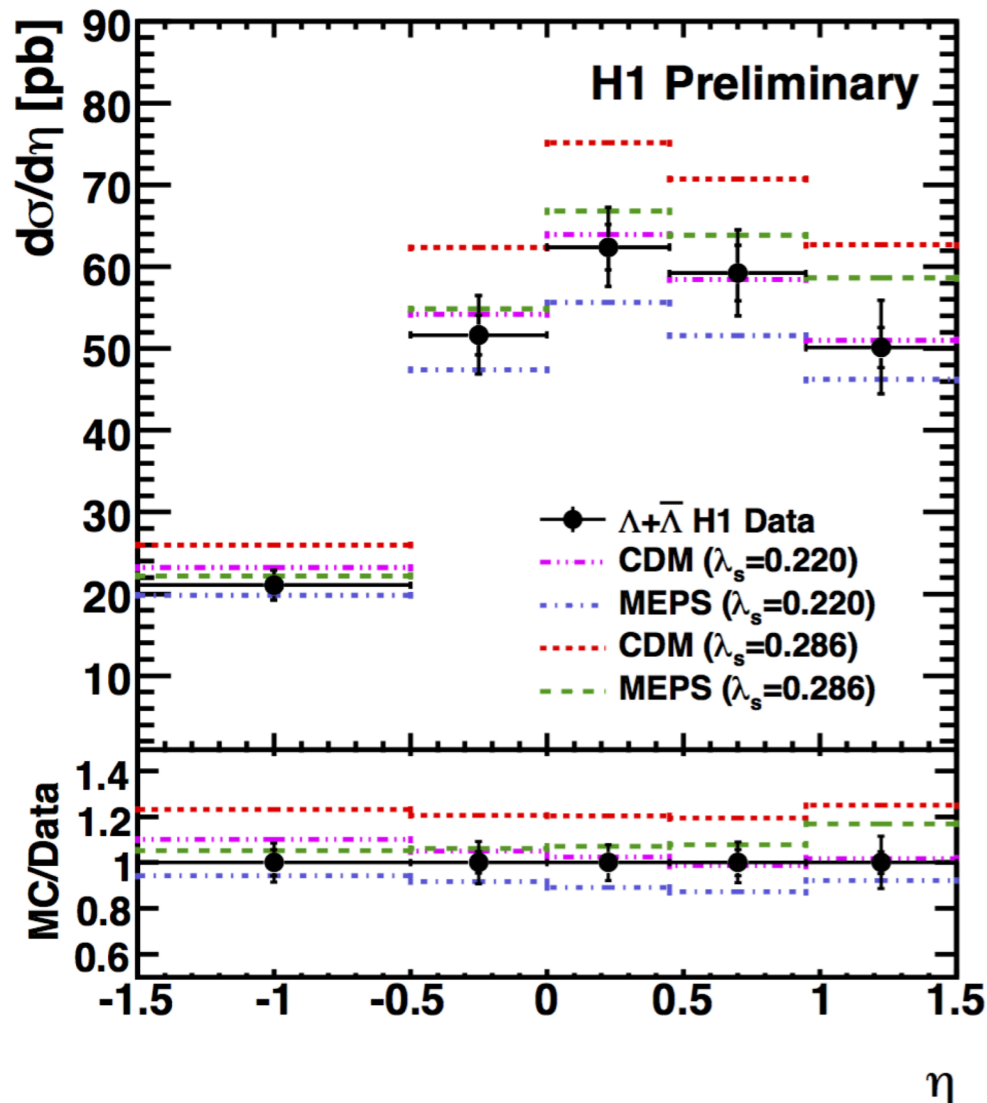 dσ/dη [pb]
90
80
70
60
50
40
30
20
10
H1 Preliminary
Λ+Λ̅ H1 Data
CDM (λₛ=0.220)
MEPS (λₛ=0.220)
CDM (λₛ=0.286)
MEPS (λₛ=0.286)
MC/Data
1.4
1.2
1
0.8
0.6
-1.5 -1 -0.5 0 0.5 1 1.5
η